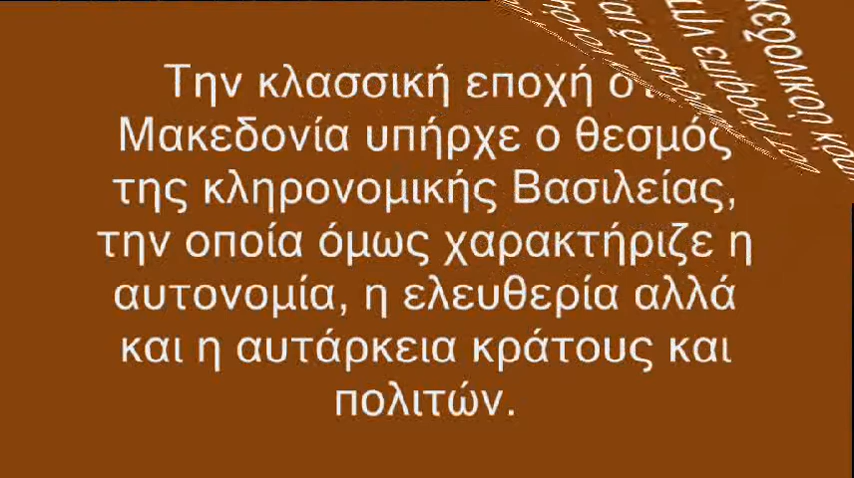 Την κλασσική εποχή
Μακεδονία υπήρχε ο θεσμός
της κληρονομικής Βασιλείας,
την οποία όμως χαρακτήριζε η
αυτονομία, η ελευθερία αλλά
και η αυτάρκεια κράτους και
πολιτών.